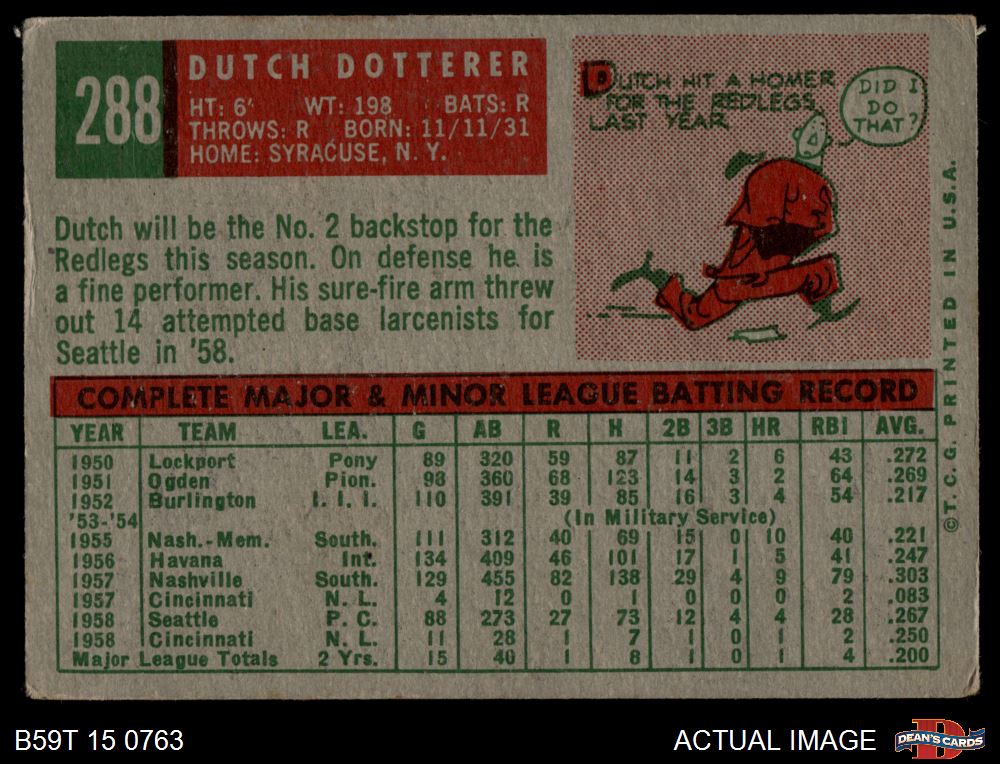 288
DUTCH DOTTERER
HT: 6' WT: 198 BATS: R
THROWS: R BORN: 11/11/31
HOME: SYRACUSE, N. Y.
DUTCH HIT A HOMER
FOR THE REDLEGS
LAST YEAR.
DID I
DO
THAT?
Dutch will be the No. 2 backstop for the
Redlegs this season. On defense he is
a fine performer. His sure-fire arm threw
out 14 attempted base larcenists for
Seattle in '58.
COMPLETE MAJOR & MINOR LEAGUE BATTING RECORD
YEAR TEAM LEA. G AB R H 2B 3B HR RBI AVG.
1950 Lockport Pony 89 320 59 87 11 2 6 43 .272
1951 Ogden Pion. 98 360 68 123 14 3 2 64 .269
1952 Burlington I. I. I. 110 391 39 85 16 3 4 54 .217
'53-'54 (In Military Service)
1955 Nash.-Mem. South. 111 312 40 69 15 0 10 40 .221
1956 Havana Int. 134 409 46 101 17 1 5 41 .247
1957 Nashville South. 129 455 82 138 29 4 9 79 .303
1957 Cincinnati N. L. 4 12 0 1 0 0 0 2 .083
1958 Seattle P. C. 88 273 27 73 12 4 4 28 .267
1958 Cincinnati N. L. 11 28 1 7 1 0 1 2 .250
Major League Totals 2 Yrs. 15 40 1 8 1 0 1 4 .200
©T. C. G. PRINTED IN U.S.A.
B59T 15 0763
ACTUAL IMAGE
DEAN'S CARDS